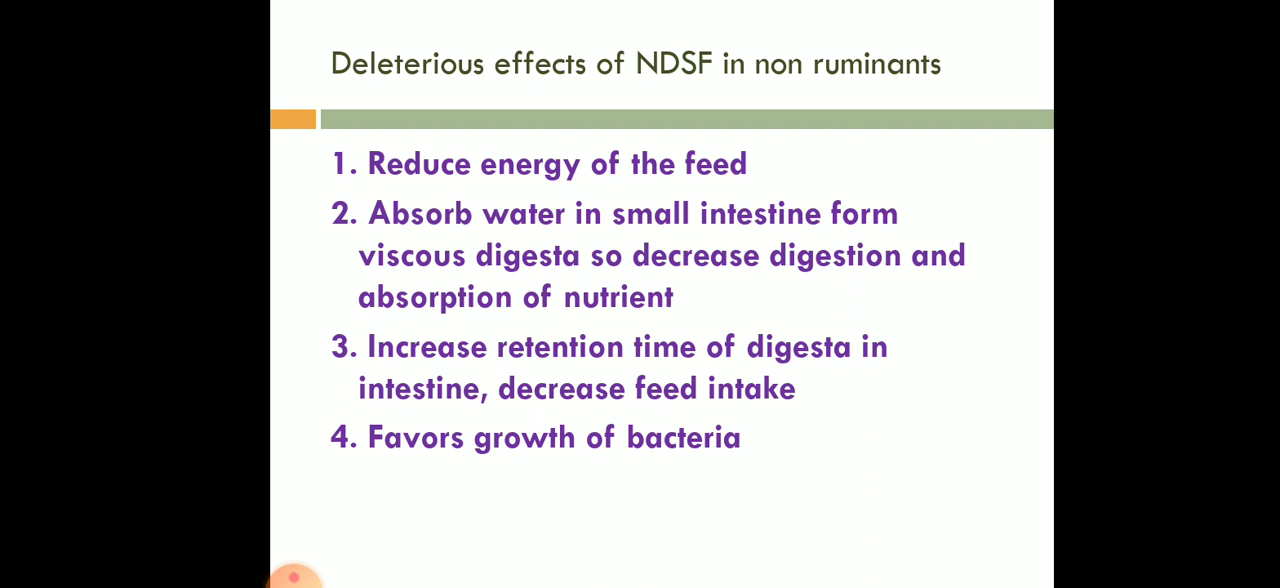 Deleterious effects of NDSF in non ruminants
1. Reduce energy of the feed
2. Absorb water in small intestine form
viscous digesta so decrease digestion and
absorption of nutrient
3. Increase retention time of digesta in
intestine, decrease feed intake
4. Favors growth of bacteria